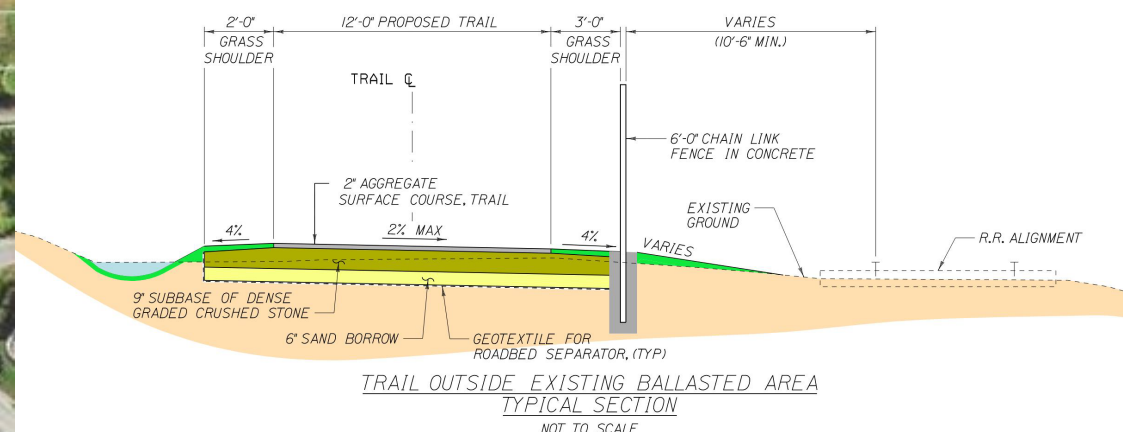 2'-0"
GRASS
SHOULDER
12'-0" PROPOSED TRAIL
3'-0"
GRASS
SHOULDER
VARIES
(10'-6" MIN.)
TRAIL ℄
6'-0" CHAIN LINK
FENCE IN CONCRETE
2" AGGREGATE
SURFACE COURSE, TRAIL
EXISTING
GROUND
R.R. ALIGNMENT
4%
2% MAX
4%
VARIES
9" SUBBASE OF DENSE
GRADED CRUSHED STONE
6" SAND BORROW
GEOTEXTILE FOR
ROADBED SEPARATOR, (TYP)
TRAIL OUTSIDE EXISTING BALLASTED AREA
TYPICAL SECTION
NOT TO SCALE